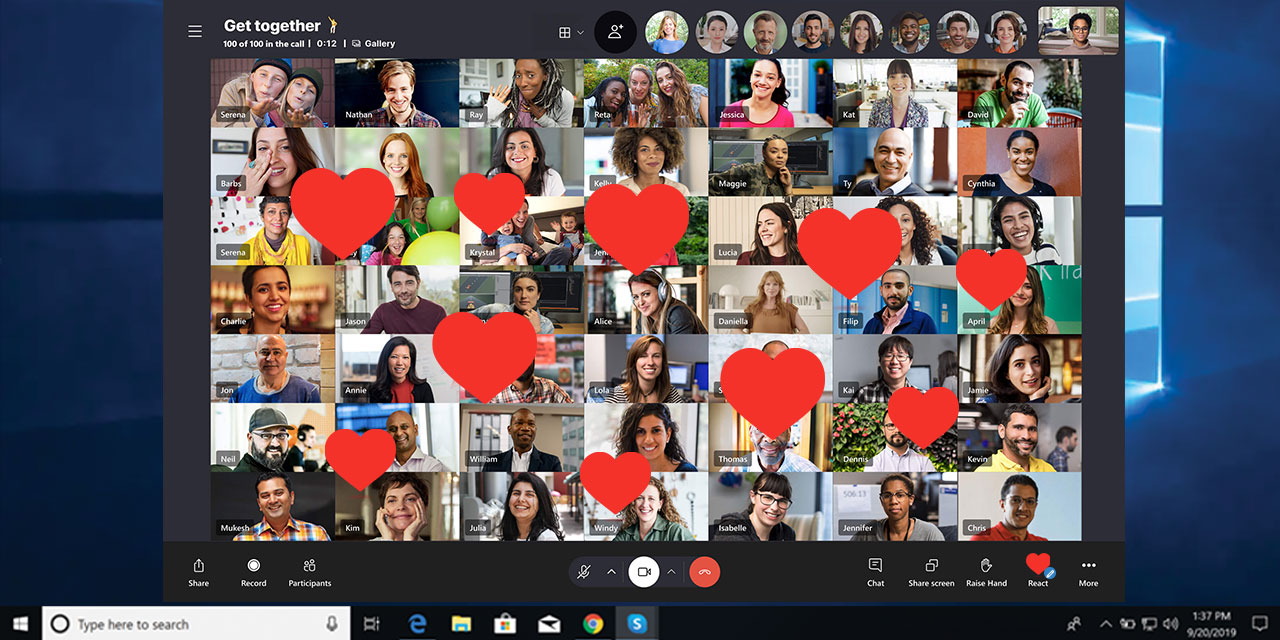 Get together
100 of 100 in the call | 0:12 | Gallery
Serena
Nathan
Ray
Reta
Jessica
Kat
David
Barbs
Kelly
Maggie
Ty
Cynthia
Serena
Krystal
Lucia
Charlie
Jason
Alice
Daniella
Filip
April
Jon
Annie
Lola
Kai
Jamie
Neil
William
Thomas
Dennis
Kevin
506:13
Mukesh
Kim
Julia
Windy
Isabelle
Jennifer
Chris
Share
Record
Participants
Chat
Share screen
Raise Hand
React
More
Type here to search
1:37 PM
9/20/2019